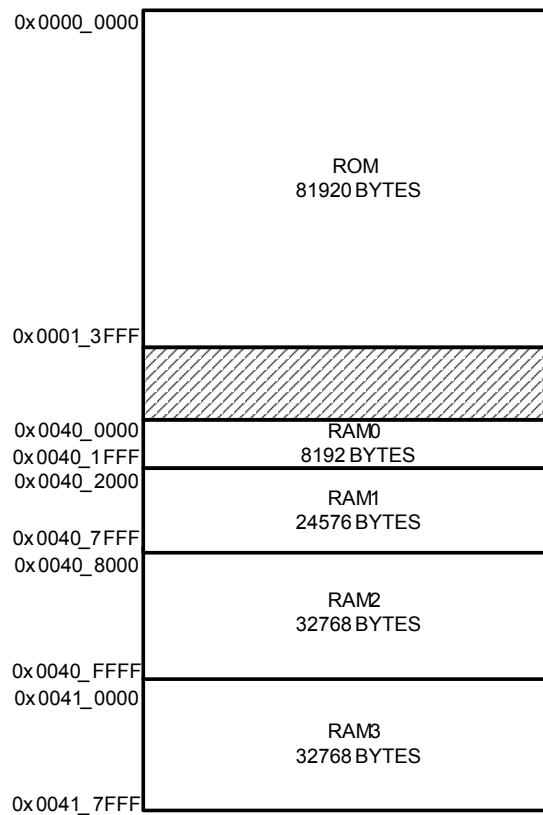 0x0000_0000
ROM
81920 BYTES
0x0001_3FFF
0x0040_0000
RAM0
0x0040_1FFF
8192 BYTES
0x0040_2000
RAM1
24576 BYTES
0x0040_7FFF
0x0040_8000
RAM2
32768 BYTES
0x0040_FFFF
0x0041_0000
RAM3
32768 BYTES
0x0041_7FFF